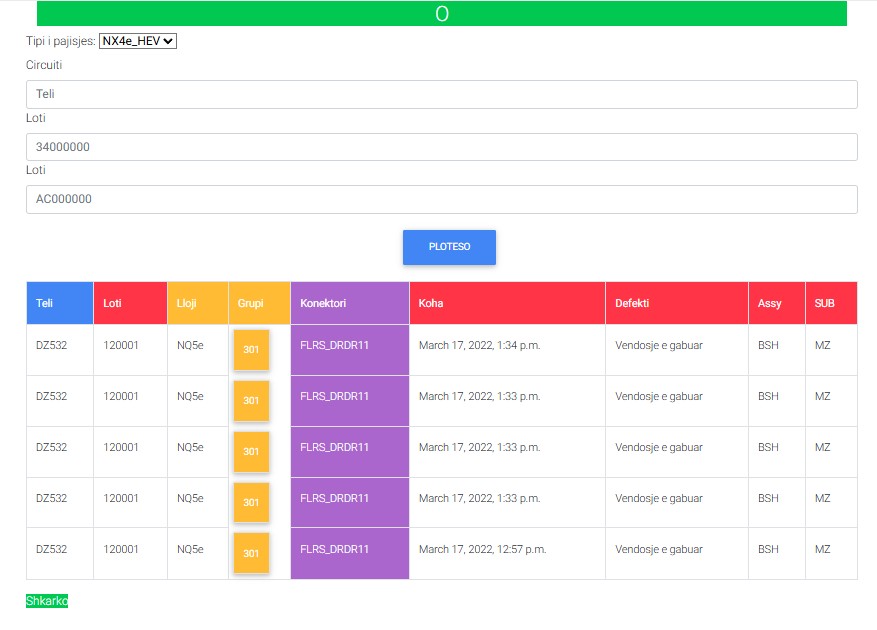 0
Tipi i pajisjes: NX4e_HEV
Circuiti
Teli
Loti
34000000
Loti
AC000000
PLOTESO
Teli Loti Lloji Grupi Konektori Koha Defekti Assy SUB
DZ532 120001 NQ5e 301 FLRS_DRDR11 March 17, 2022, 1:34 p.m. Vendosje e gabuar BSH MZ
DZ532 120001 NQ5e 301 FLRS_DRDR11 March 17, 2022, 1:33 p.m. Vendosje e gabuar BSH MZ
DZ532 120001 NQ5e 301 FLRS_DRDR11 March 17, 2022, 1:33 p.m. Vendosje e gabuar BSH MZ
DZ532 120001 NQ5e 301 FLRS_DRDR11 March 17, 2022, 1:33 p.m. Vendosje e gabuar BSH MZ
DZ532 120001 NQ5e 301 FLRS_DRDR11 March 17, 2022, 12:57 p.m. Vendosje e gabuar BSH MZ
Shkarko